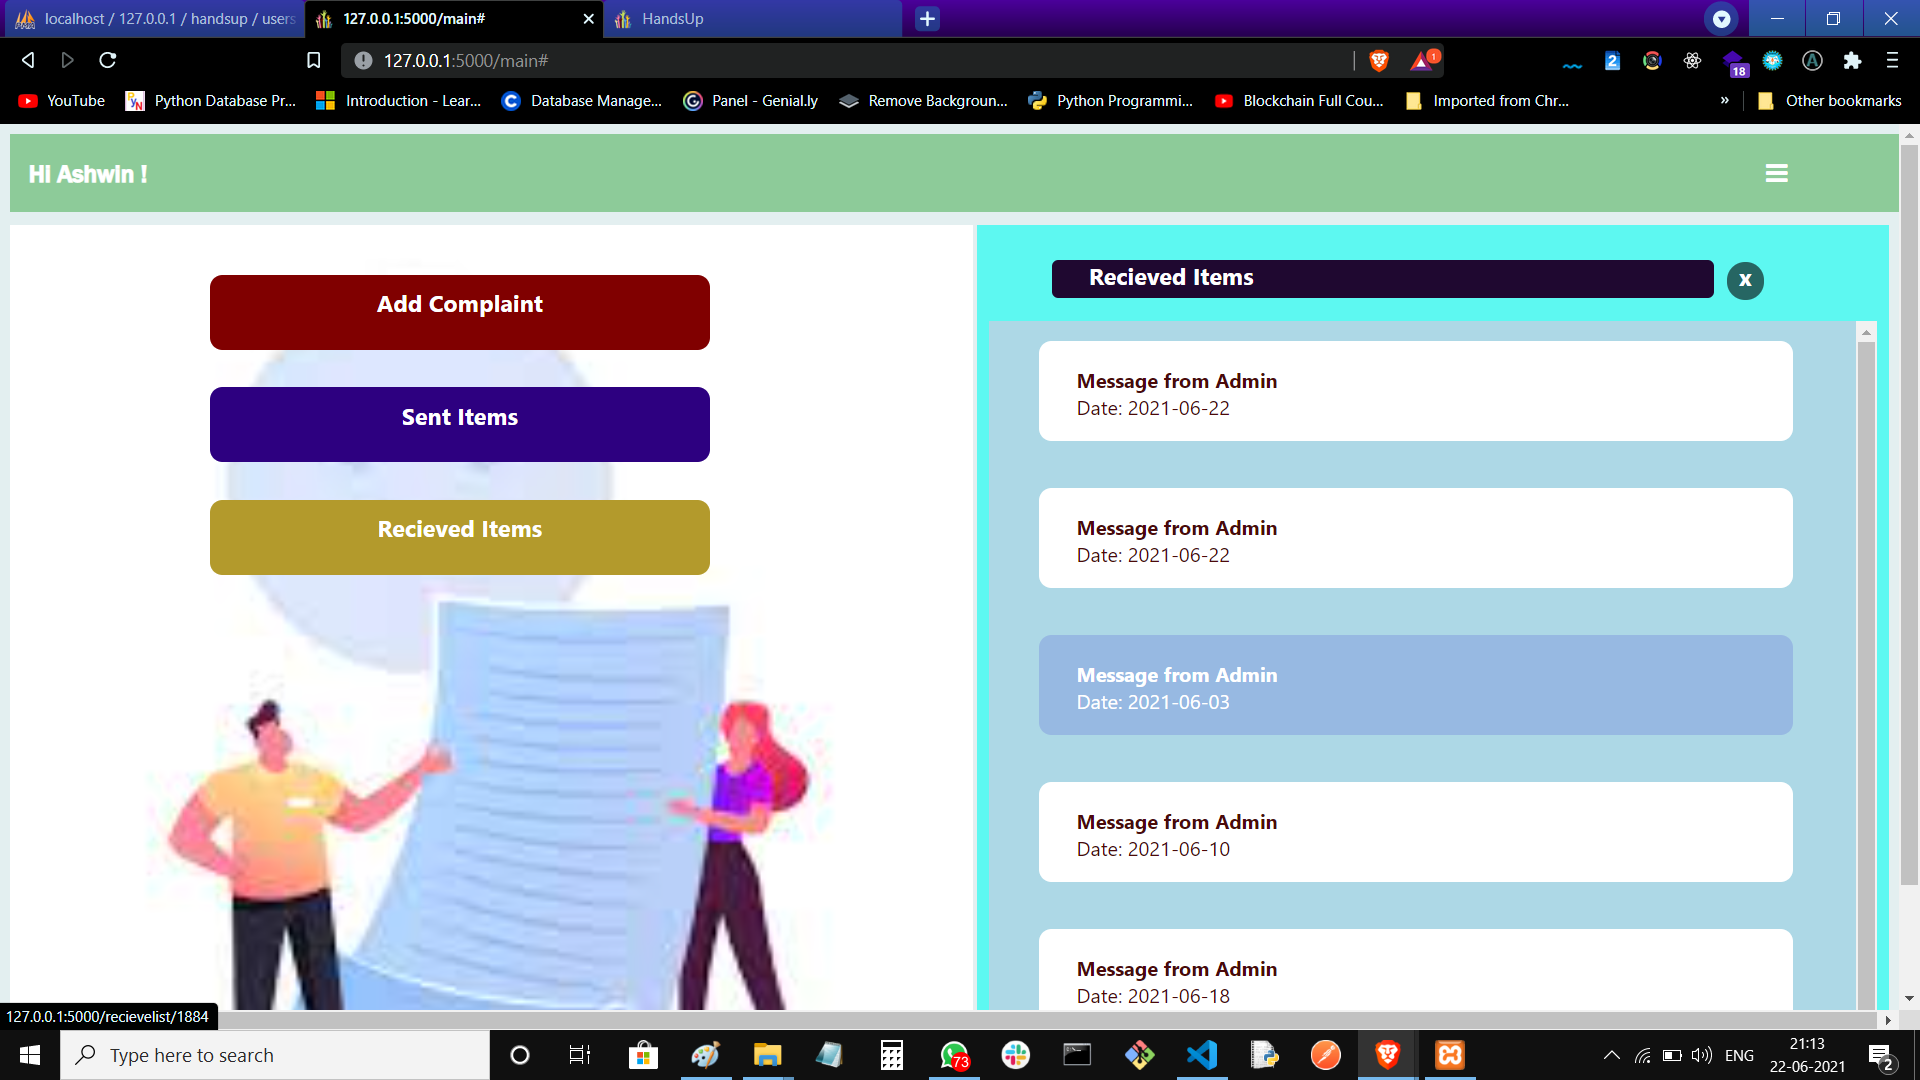 localhost / 127.0.0.1 / handsup / users
127.0.0.1:5000/main#
HandsUp
127.0.0.1:5000/main#
1
2
18
A
YouTube
Python Database Pr...
Introduction - Lear...
Database Manage...
Panel - Genial.ly
Remove Backgroun...
Python Programmi...
Blockchain Full Cou...
Imported from Chr...
»
Other bookmarks
Hi Ashwin !
Add Complaint
Sent Items
Recieved Items
Recieved Items
X
Message from Admin
Date: 2021-06-22
Message from Admin
Date: 2021-06-22
Message from Admin
Date: 2021-06-03
Message from Admin
Date: 2021-06-10
Message from Admin
Date: 2021-06-18
127.0.0.1:5000/recievelist/1884
Type here to search
73
ENG
21:13
22-06-2021
2